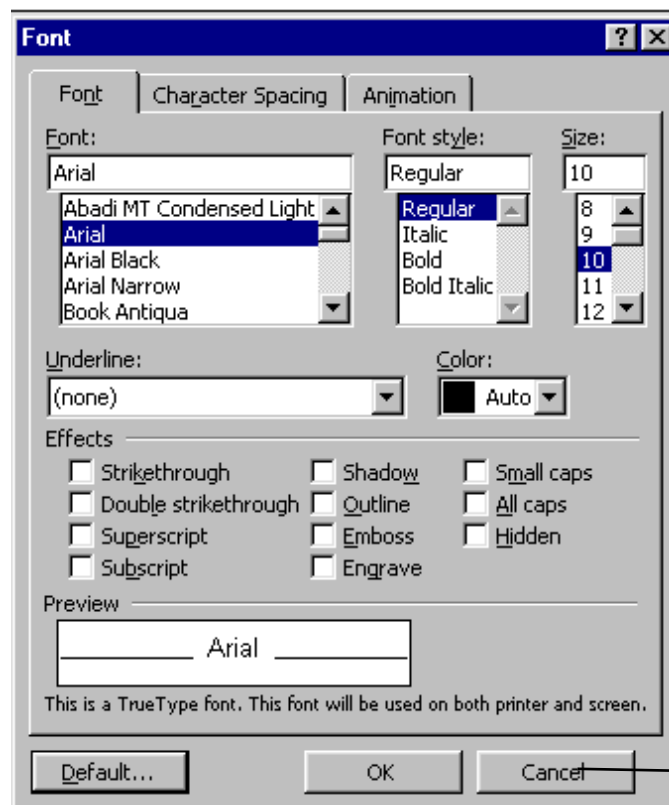 Font
Font Character Spacing Animation
Font: Font style: Size:
Arial Regular 10
Abadi MT Condensed Light Regular 8
Arial Italic 9
Arial Black Bold 10
Arial Narrow Bold Italic 11
Book Antiqua 12
Underline: Color:
(none) Auto
Effects
Strikethrough Shadow Small caps
Double strikethrough Outline All caps
Superscript Emboss Hidden
Subscript Engrave
Preview
Arial
This is a TrueType font. This font will be used on both printer and screen.
Default... OK Cancel